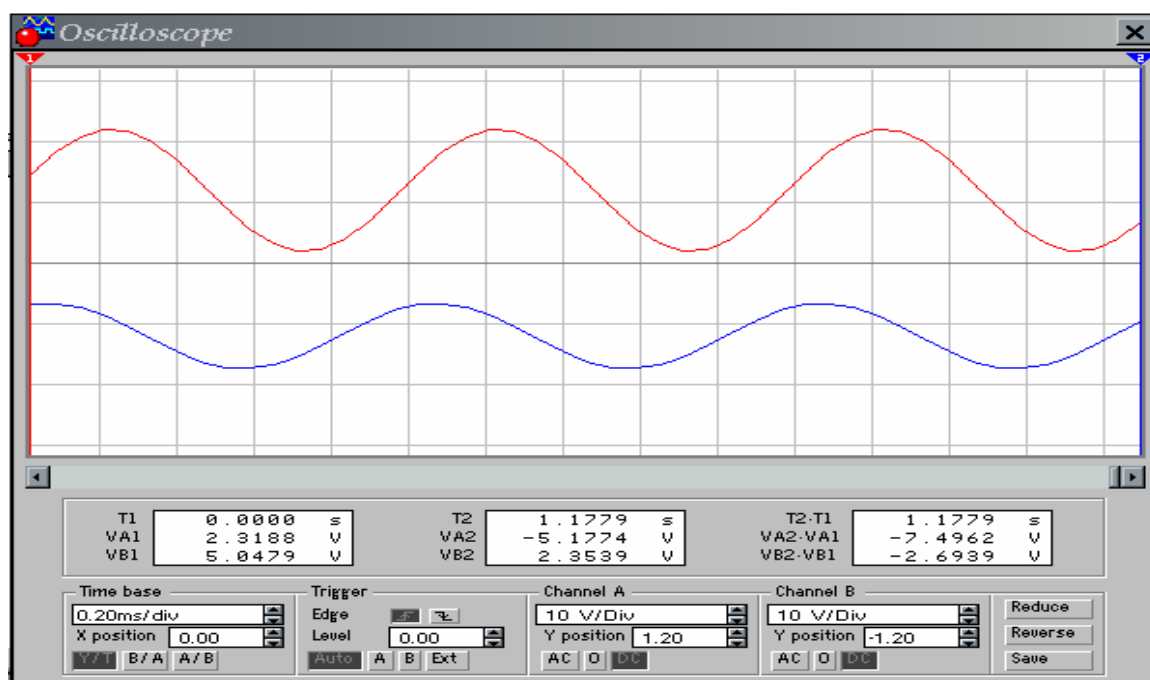 Oscilloscope
1 2
T1 0.0000 s T2 1.1779 s T2-T1 1.1779 s
VA1 2.3188 V VA2 -5.1774 V VA2-VA1 -7.4962 V
VB1 5.0479 V VB2 2.3539 V VB2-VB1 -2.6939 V
Time base Trigger Channel A Channel B
0.20ms/div Edge 10 V/Div 10 V/Div Reduce
X position 0.00 Level 0.00 Y position 1.20 Y position -1.20 Reverse
Y/T B/A A/B Auto A B Ext AC 0 DC AC 0 DC Save